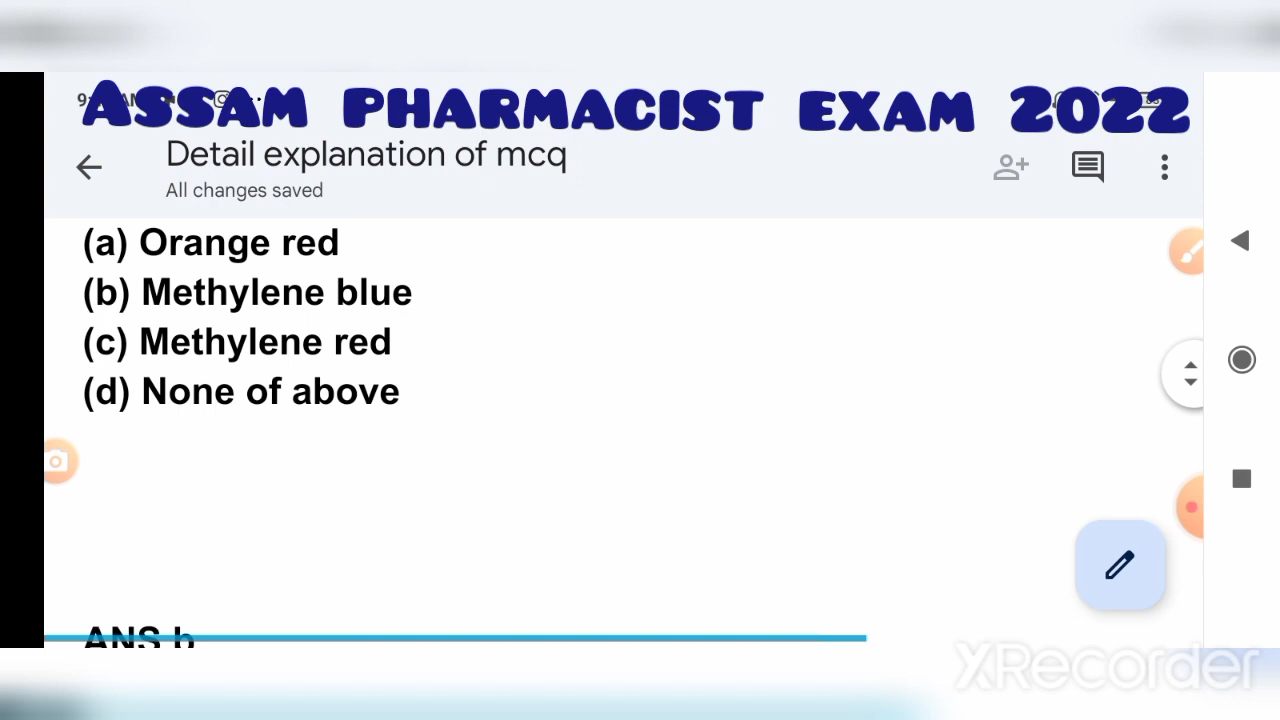 ASSAM PHARMACIST EXAM 2022
Detail explanation of mcq
All changes saved
(a) Orange red
(b) Methylene blue
(c) Methylene red
(d) None of above
ANS b
XRecorder